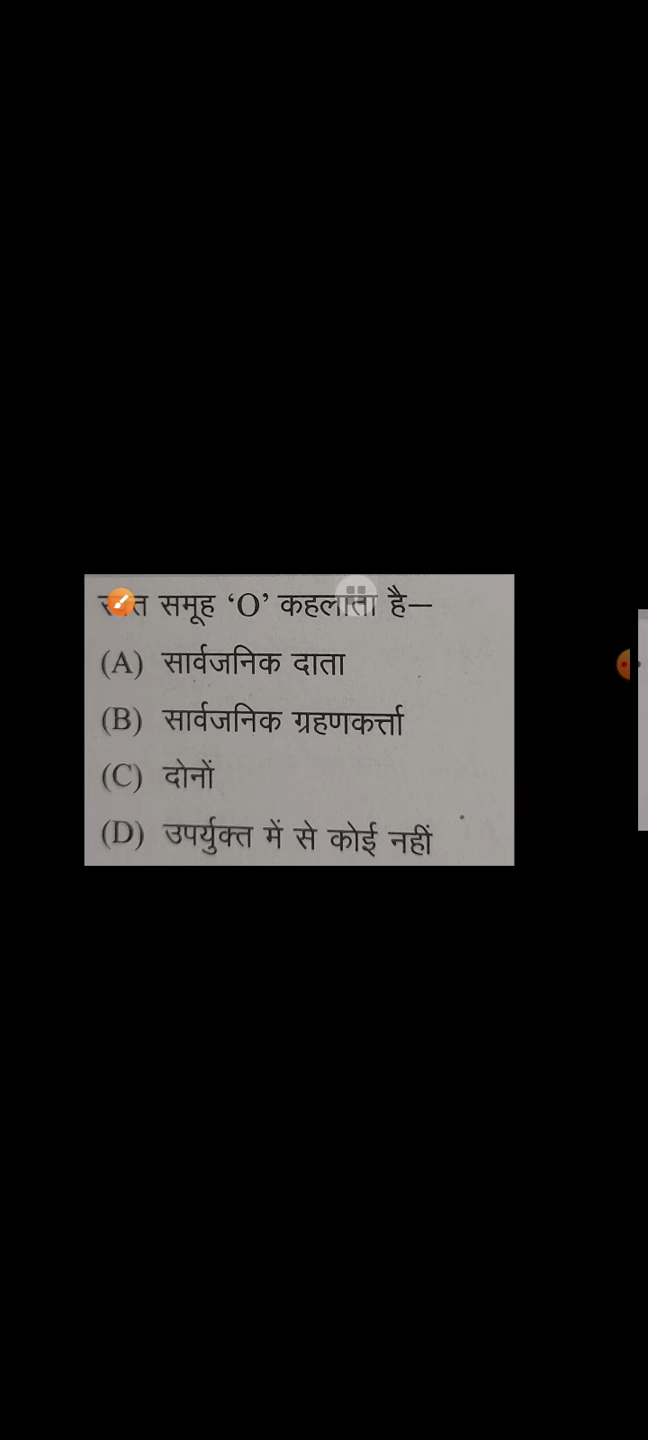 समूह ‘O’ कहलाता है—
(A) सार्वजनिक दाता
(B) सार्वजनिक ग्रहणकर्त्ता
(C) दोनों
(D) उपर्युक्त में से कोई नहीं